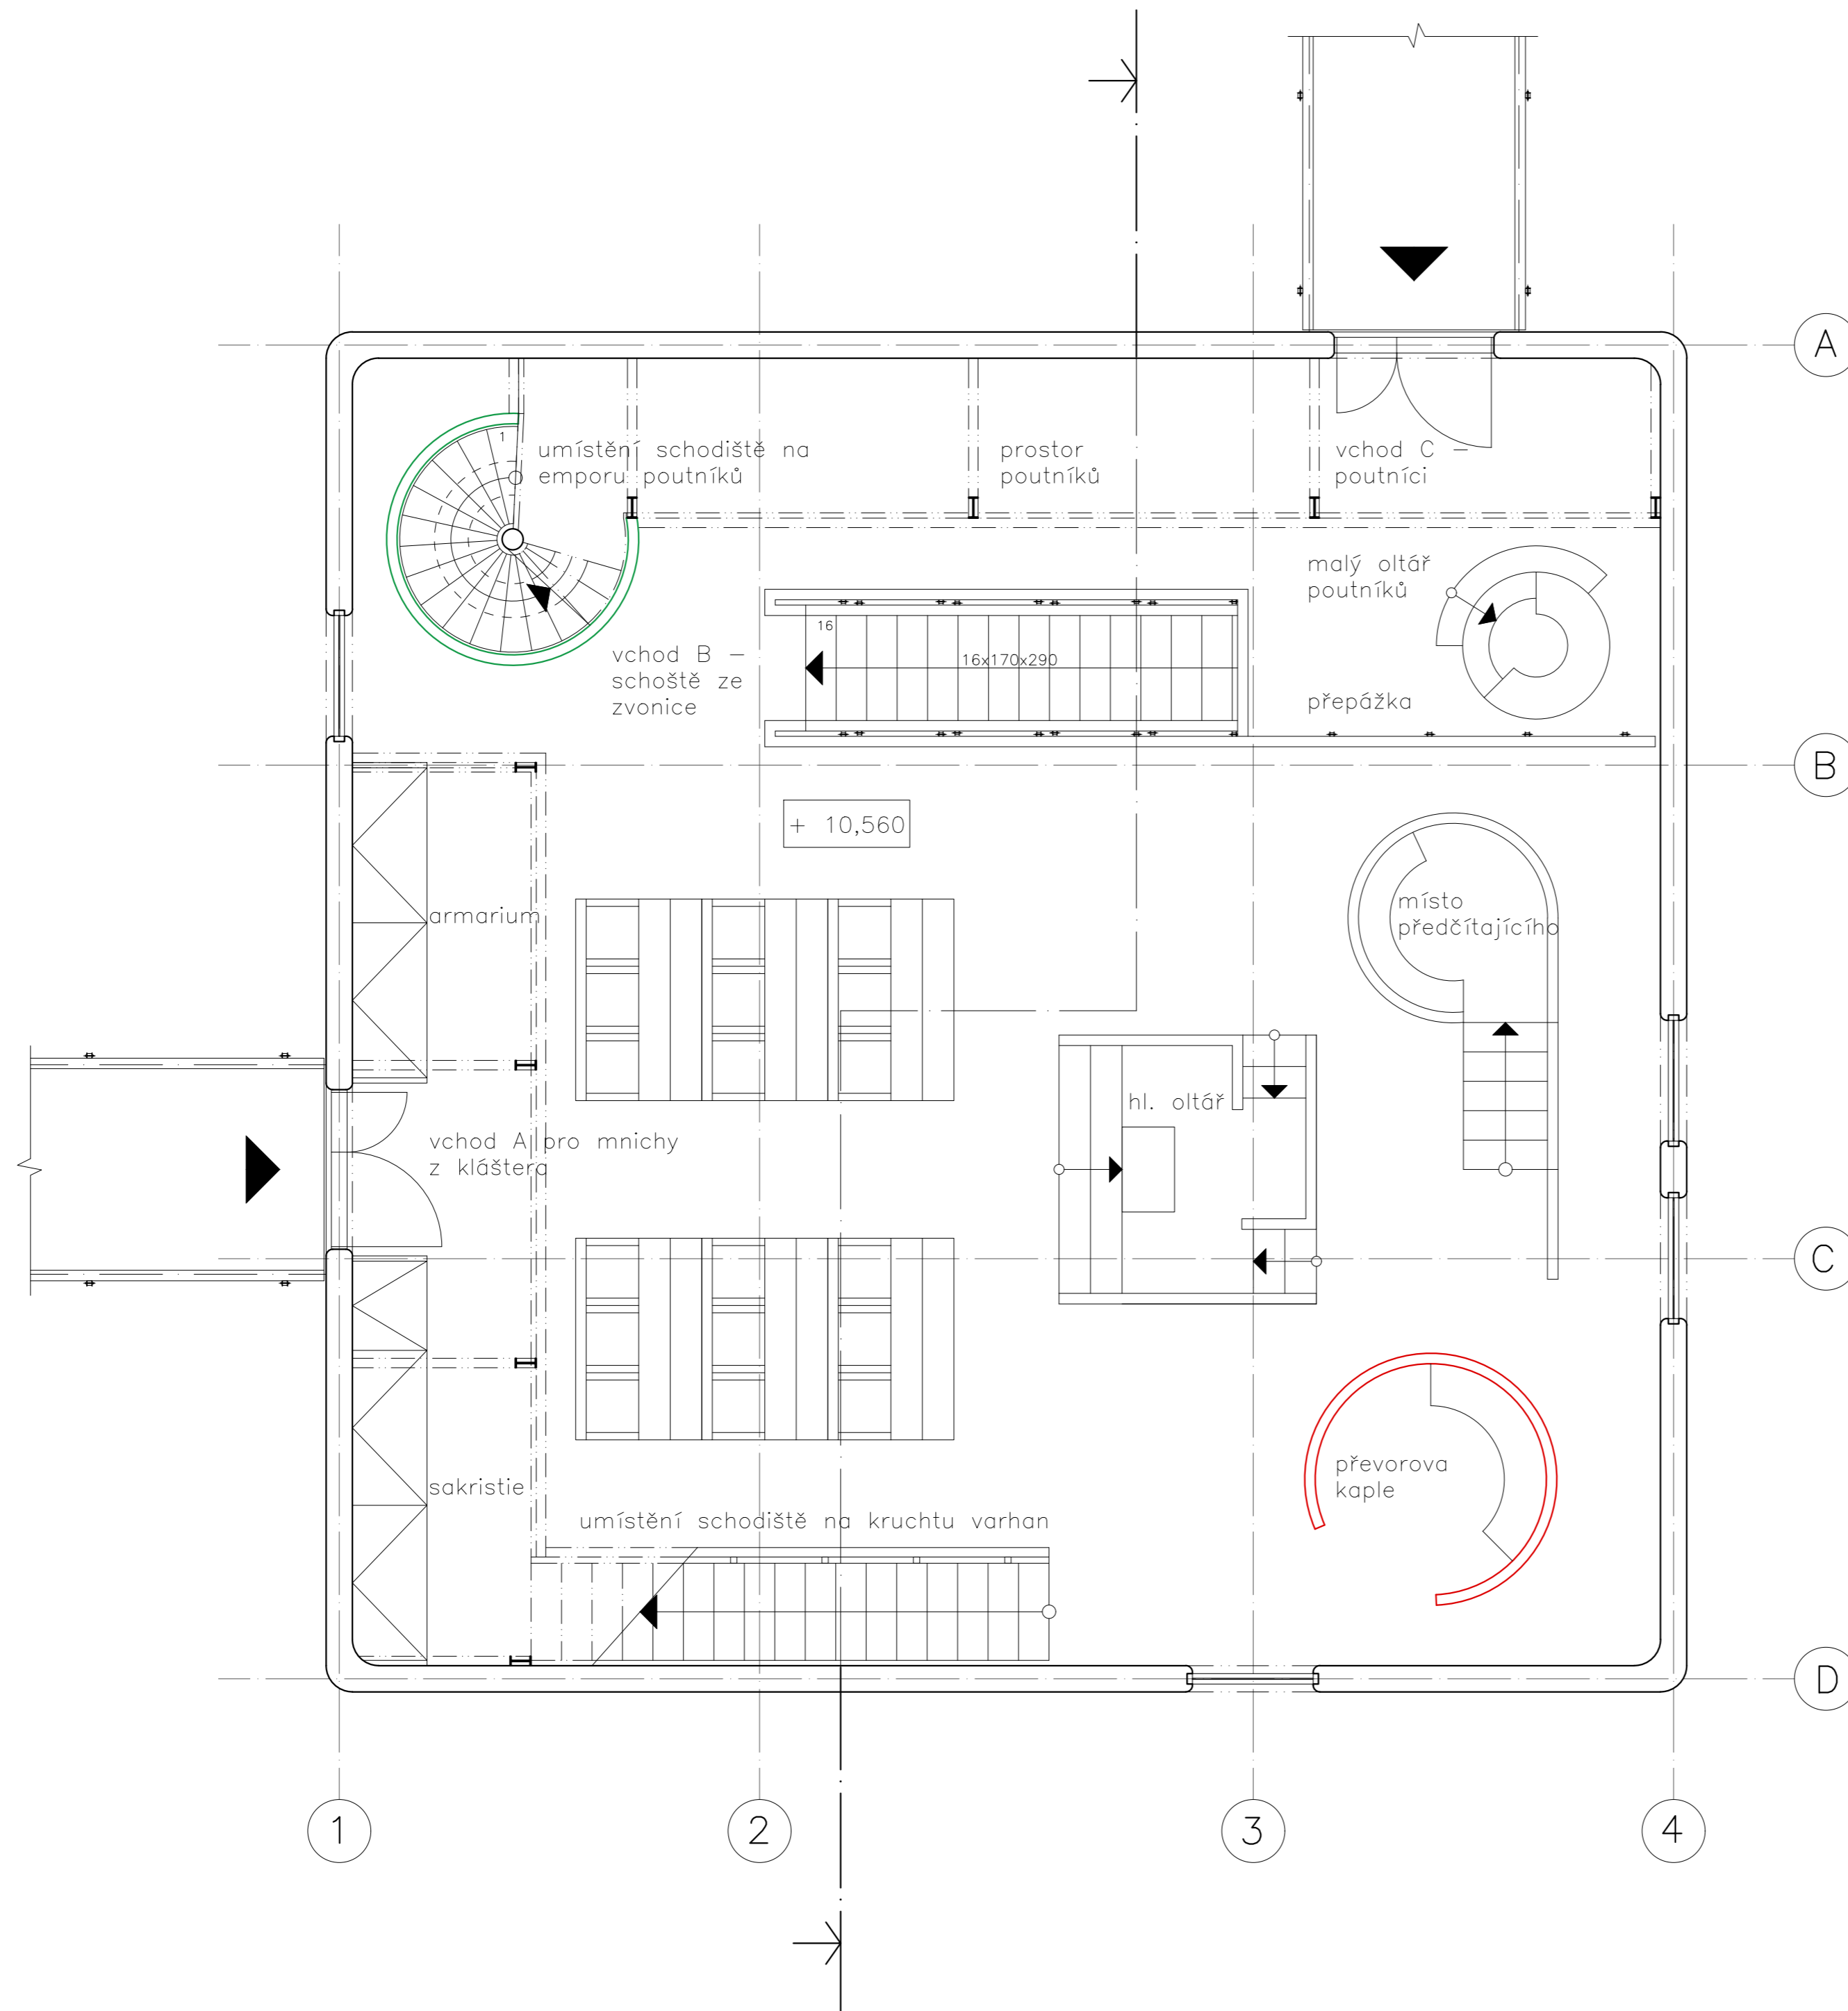 A
1
umístění schodiště na
emporu poutníků
prostor
poutníků
vchod C –
poutníci
malý oltář
poutníků
16
16x170x290
vchod B –
schoště ze
zvonice
přepážka
B
+ 10,560
armarium
místo
předčítajícího
hl. oltář
vchod A pro mnichy
z kláštera
C
převorova
kaple
sakristie
umístění schodiště na kruchtu varhan
D
1
2
3
4